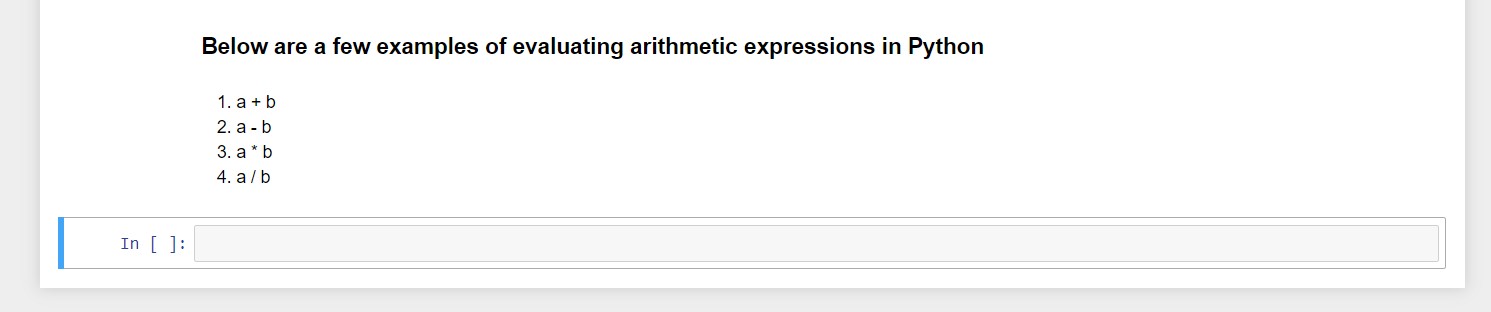 Below are a few examples of evaluating arithmetic expressions in Python
1. a + b
2. a - b
3. a * b
4. a / b
In [ ]: